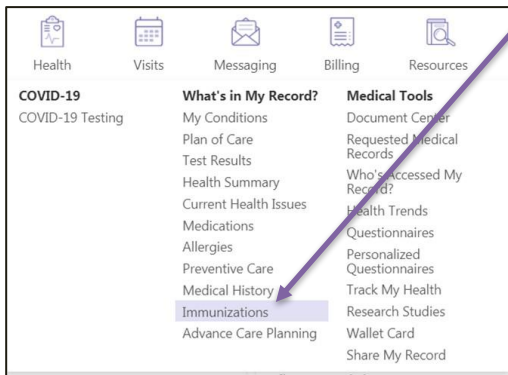 Health Visits Messaging Billing Resources
COVID-19
COVID-19 Testing
What's in My Record?
My Conditions
Plan of Care
Test Results
Health Summary
Current Health Issues
Medications
Allergies
Preventive Care
Medical History
Immunizations
Advance Care Planning
Medical Tools
Document Center
Requested Medical
Records
Who's Accessed My
Record?
Health Trends
Questionnaires
Personalized
Questionnaires
Track My Health
Research Studies
Wallet Card
Share My Record